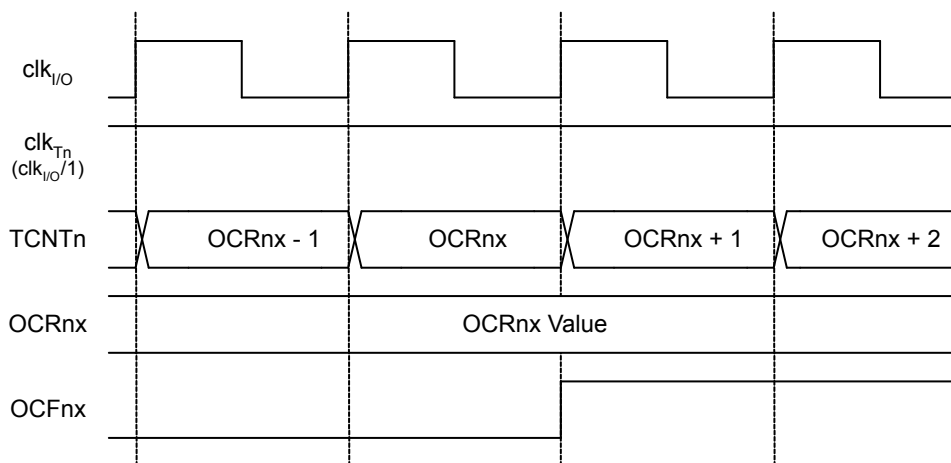 clkI/O
clkTn
(clkI/O/1)
TCNTn OCRnx - 1 OCRnx OCRnx + 1 OCRnx + 2
OCRnx OCRnx Value
OCFnx